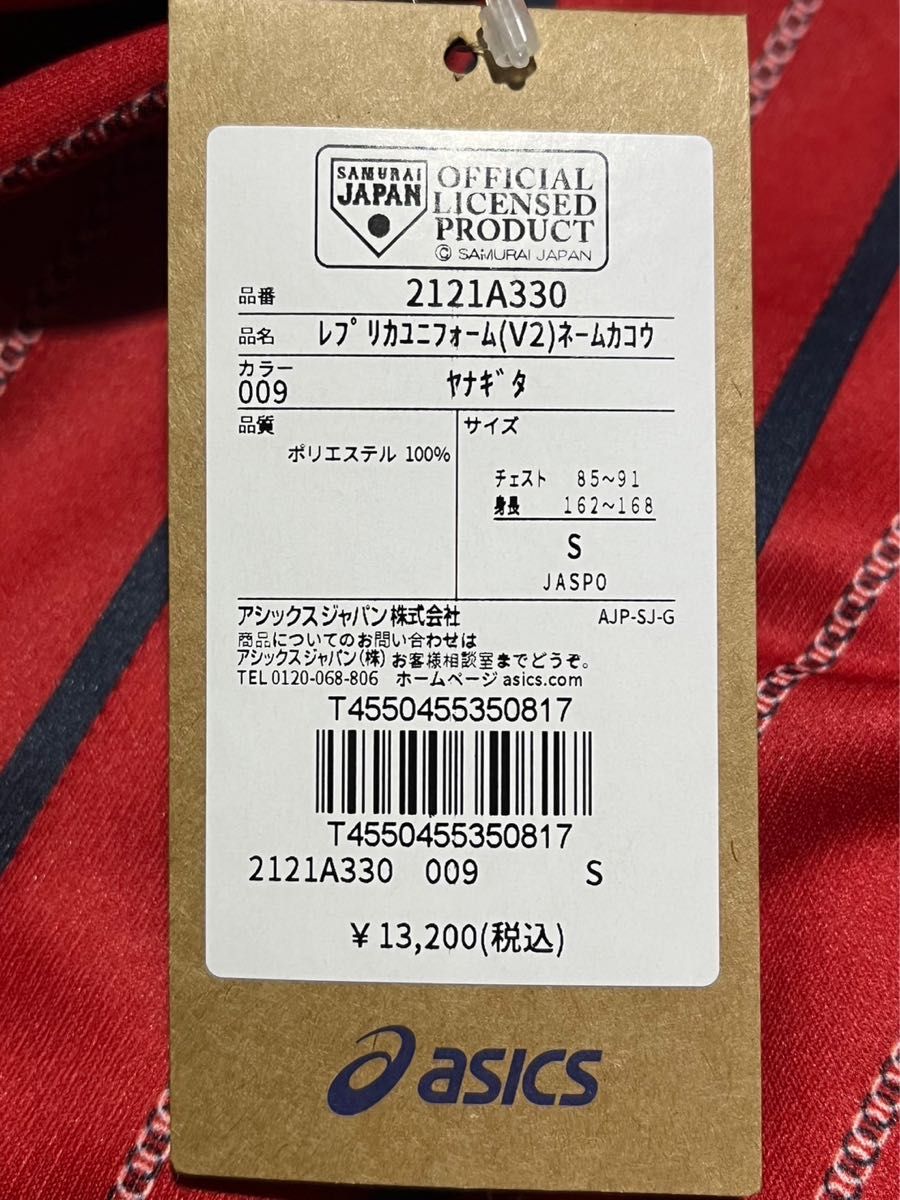 SAMURAI
JAPAN
OFFICIAL
LICENSED
PRODUCT
© SAMURAI JAPAN
品番 2121A330
品名 レプリカユニフォーム(V2)ネームカコウ
カラー
009 ヤナギタ
品質
ポリエステル 100%
サイズ
チェスト 85~91
身長 162~168
S
JASPO
アシックスジャパン株式会社 AJP-SJ-G
商品についてのお問い合わせは
アシックスジャパン(株)お客様相談室までどうぞ。
TEL 0120-068-806 ホームページ asics.com
T4550455350817
T4550455350817
2121A330 009 S
¥13,200(税込)
asics